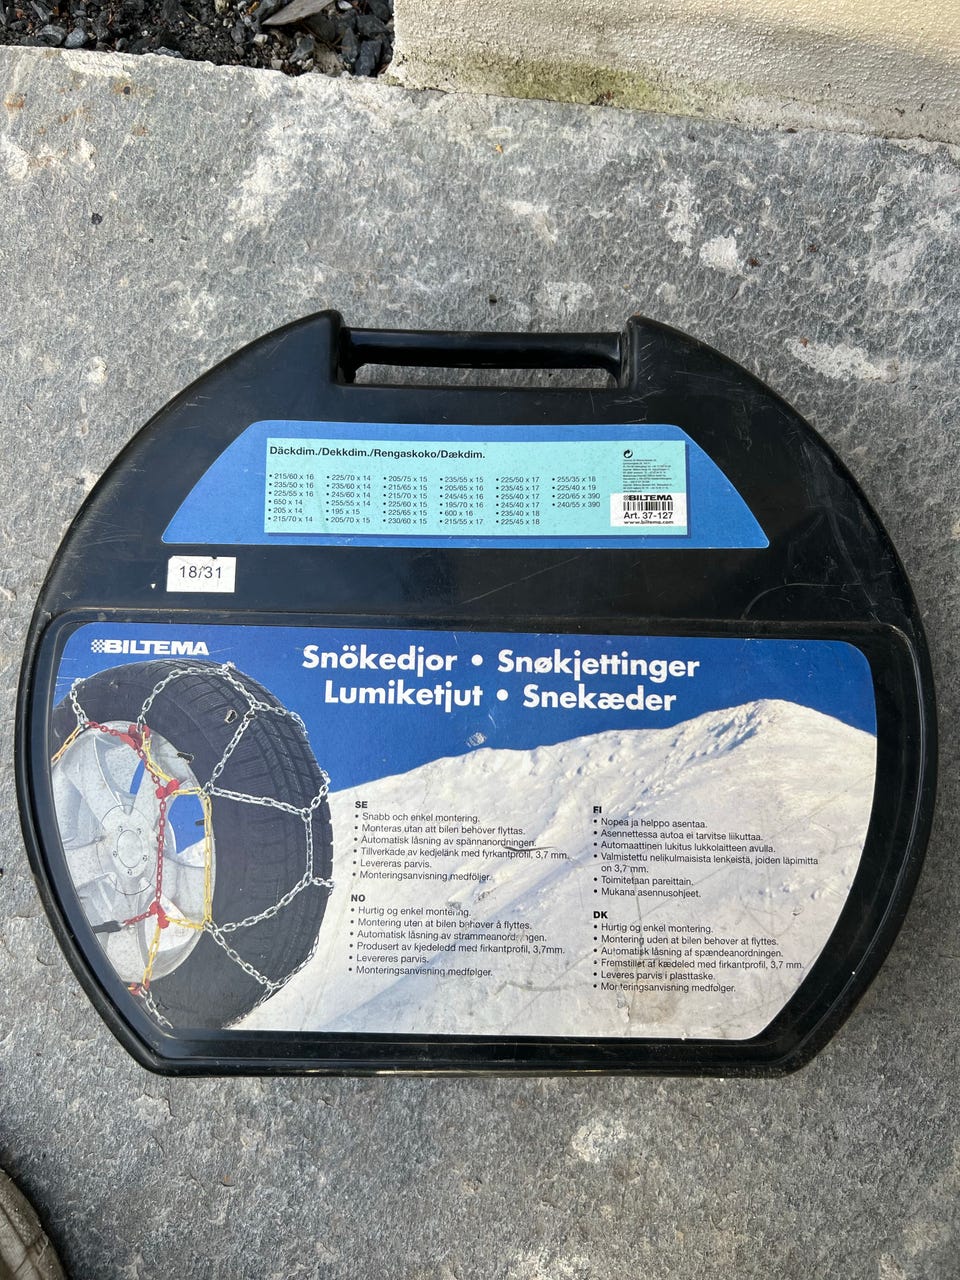 Däckdim./Dekkdim./Rengaskoko/Dækdim.
• 215/60 x 16
• 235/50 x 16
• 225/55 x 16
• 650 x 14
• 205 x 14
• 215/70 x 14
• 225/70 x 14
• 235/60 x 14
• 245/60 x 14
• 255/55 x 14
• 195 x 15
• 205/70 x 15
• 205/75 x 15
• 215/65 x 15
• 215/70 x 15
• 225/60 x 15
• 225/65 x 15
• 230/60 x 15
• 235/55 x 15
• 205/65 x 16
• 245/45 x 16
• 195/70 x 16
• 600 x 16
• 215/55 x 17
• 225/50 x 17
• 235/45 x 17
• 255/40 x 17
• 245/40 x 17
• 235/40 x 18
• 225/45 x 18
• 255/35 x 18
• 225/40 x 19
• 220/65 x 390
• 240/55 x 390
BILTEMA
Art. 37-127
www.biltema.com
18/31
BILTEMA
Snökedjor • Snøkjettinger
Lumiketjut • Snekæder
SE
• Snabb och enkel montering.
• Monteras utan att bilen behöver flyttas.
• Automatisk låsning av spännanordningen.
• Tillverkade av kedjelänk med fyrkantprofil, 3,7 mm.
• Levereras parvis.
• Monteringsanvisning medföljer.
NO
• Hurtig og enkel montering.
• Montering uten at bilen behøver å flyttes.
• Automatisk låsning av strammeanordningen.
• Produsert av kjedeledd med firkantprofil, 3,7mm.
• Levereres parvis.
• Monteringsanvisning medfølger.
FI
• Nopea ja helppo asentaa.
• Asennettessa autoa ei tarvitse liikuttaa.
• Automaattinen lukitus lukkolaitteen avulla.
• Valmistettu nelikulmaisista lenkeistä, joiden läpimitta
on 3,7 mm.
• Toimitetaan pareittain.
• Mukana asennusohjeet.
DK
• Hurtig og enkel montering.
• Montering uden at bilen behøver at flyttes.
• Automatisk låsning af spændeanordningen.
• Fremstillet af kædeled med firkantprofil, 3,7 mm.
• Leveres parvis i plasttaske.
• Monteringsanvisning medfølger.